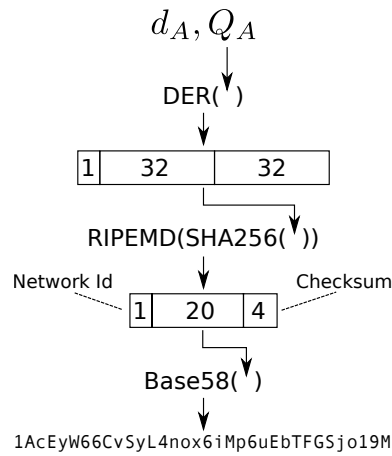 d_A, Q_A
DER( )
1 32 32
RIPEMD(SHA256( ))
Network Id Checksum
1 20 4
Base58( )
1AcEyW66CvSyL4nox6iMp6uEbTFGSjo19M